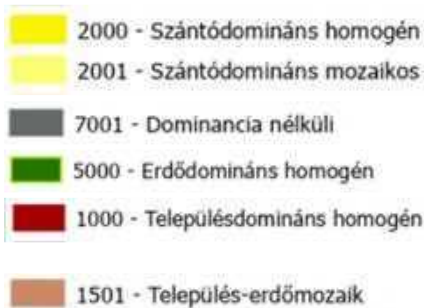 2000 - Szántódomináns homogén
2001 - Szántódomináns mozaikos
7001 - Dominancia nélküli
5000 - Erdődomináns homogén
1000 - Településdomináns homogén
1501 - Település-erdőmozaik